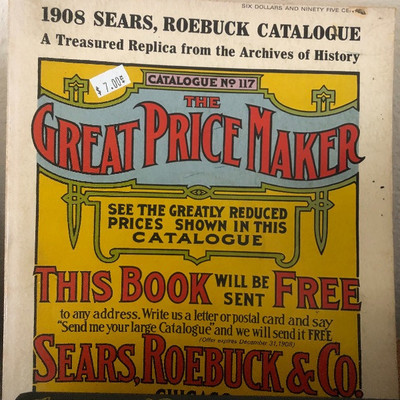 SIX DOLLARS AND NINETY FIVE CE
1908 SEARS, ROEBUCK CATALOGUE
A Treasured Replica from the Archives of History
$ 7.00
CATALOGUE No 117
THE
GREAT PRICE MAKER
SEE THE GREATLY REDUCED
PRICES SHOWN IN THIS
CATALOGUE
THIS BOOK WILL BE SENT FREE
to any address. Write us a letter or postal card and say
"Send me your large Catalogue" and we will send it FREE
(Offer expires December 31, 1908)
SEARS, ROEBUCK & CO.
CHICAGO